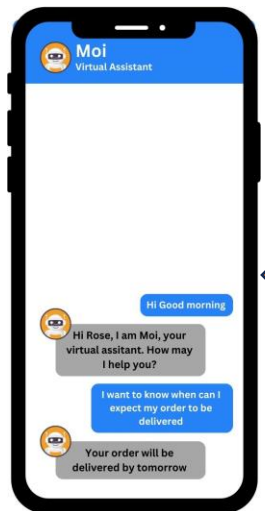 Moi
Virtual Assistant
Hi Good morning
Hi Rose, I am Moi, your
virtual assitant. How may
I help you?
I want to know when can I
expect my order to be
delivered
Your order will be
delivered by tomorrow